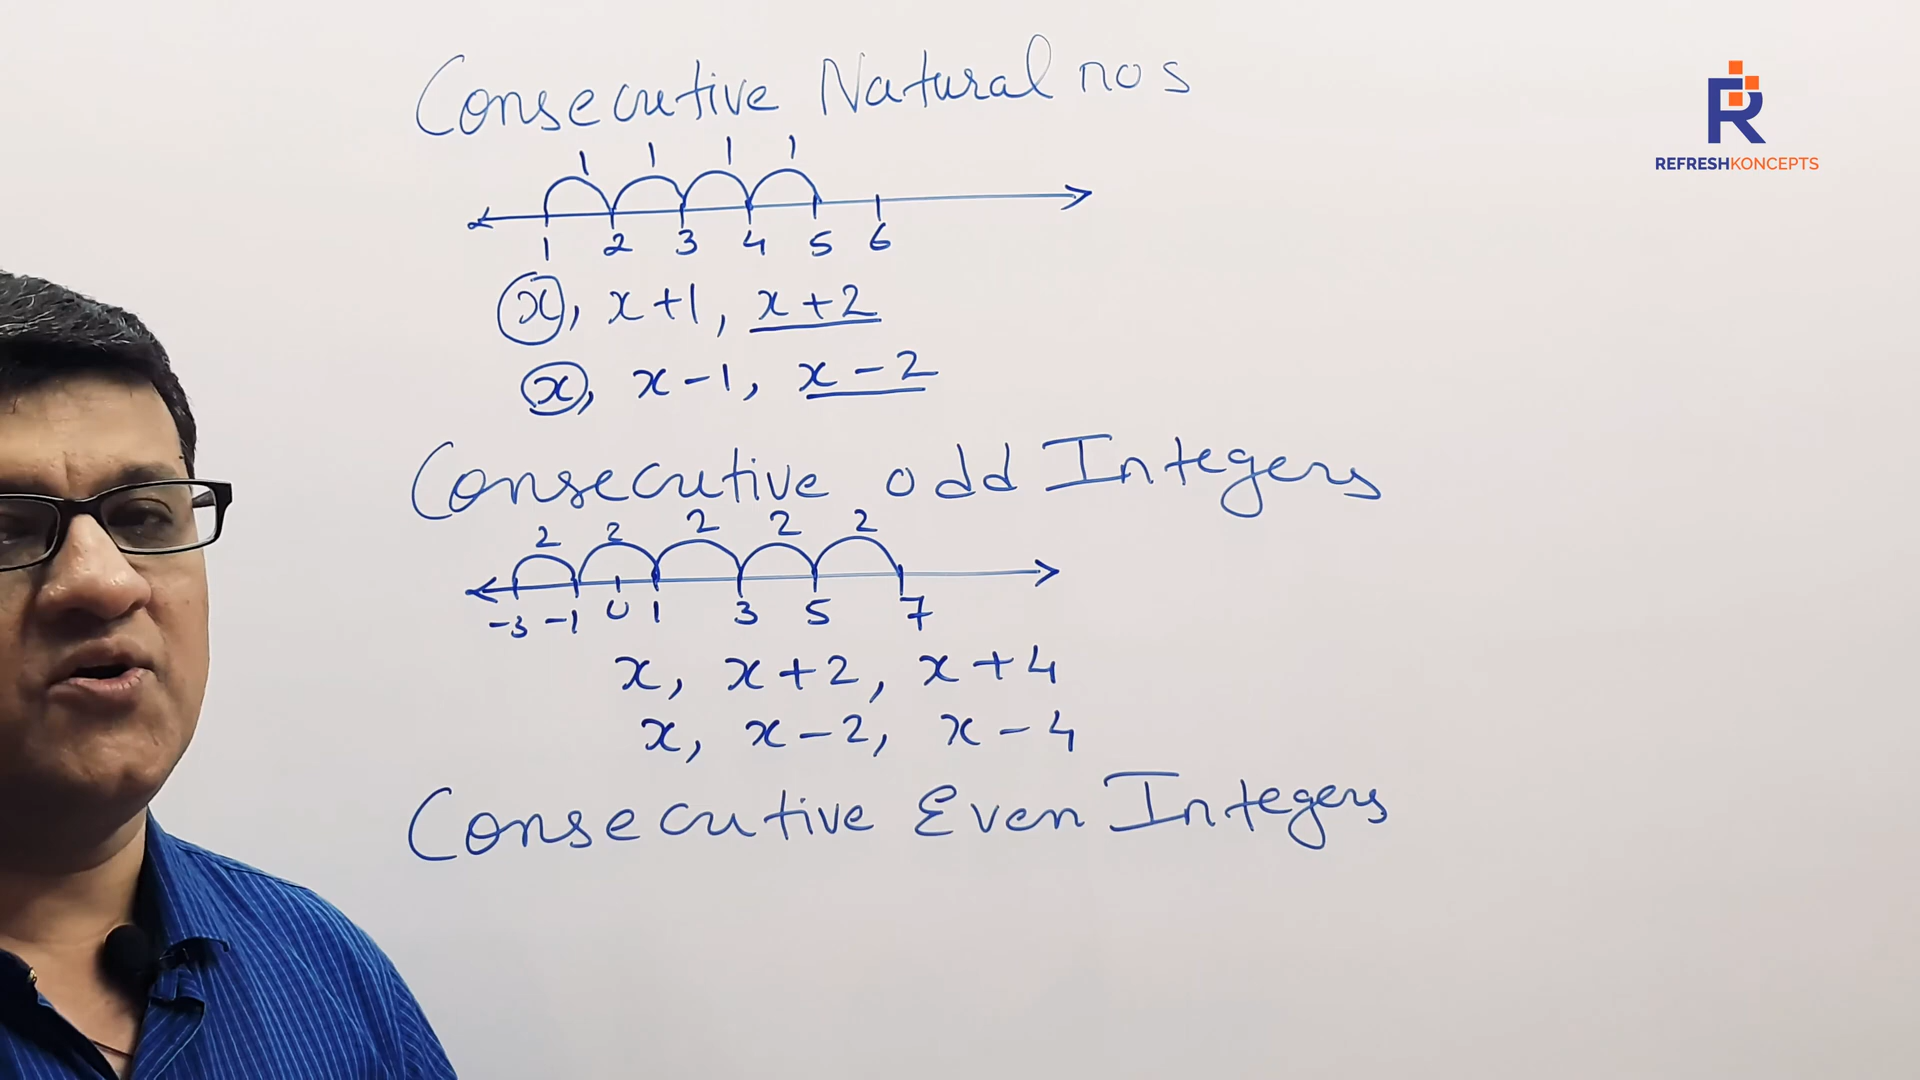 Consecutive Natural nos
1 1 1 1
1 2 3 4 5 6
x, x+1, x+2
x, x-1, x-2
Consecutive odd Integers
2 2 2 2 2
-3 -1 0 1 3 5 7
x, x+2, x+4
x, x-2, x-4
Consecutive Even Integers
R
REFRESHKONCEPTS